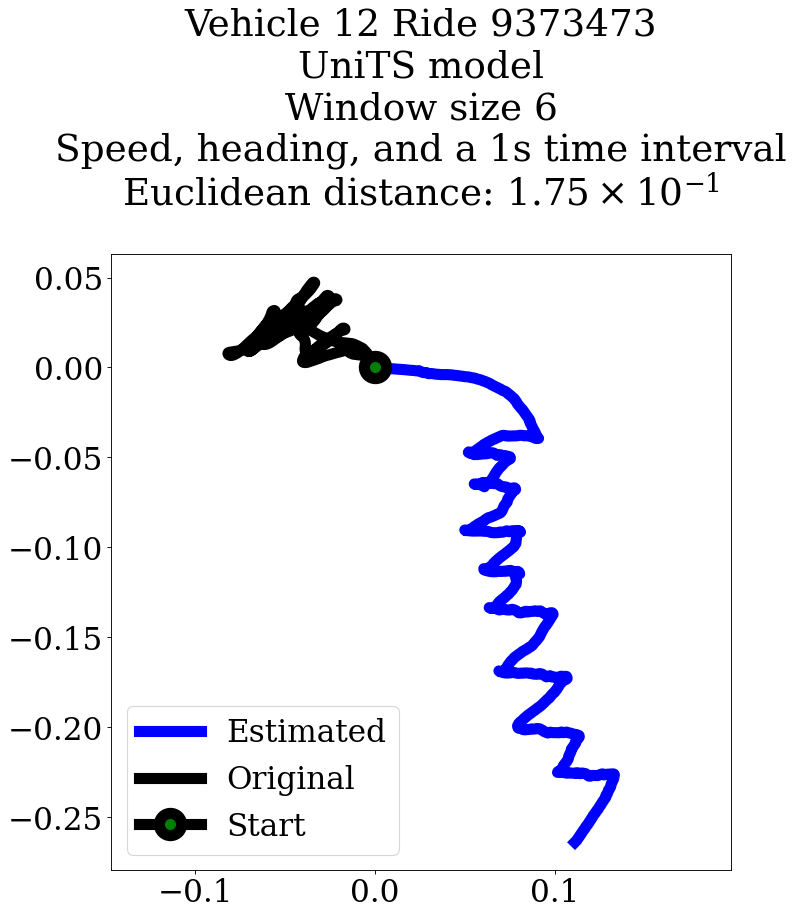 Vehicle 12 Ride 9373473
UniTS model
Window size 6
Speed, heading, and a 1s time interval
Euclidean distance: 1.75 × 10⁻¹
0.05
0.00
−0.05
−0.10
−0.15
−0.20
−0.25
Estimated
Original
Start
−0.1
0.0
0.1